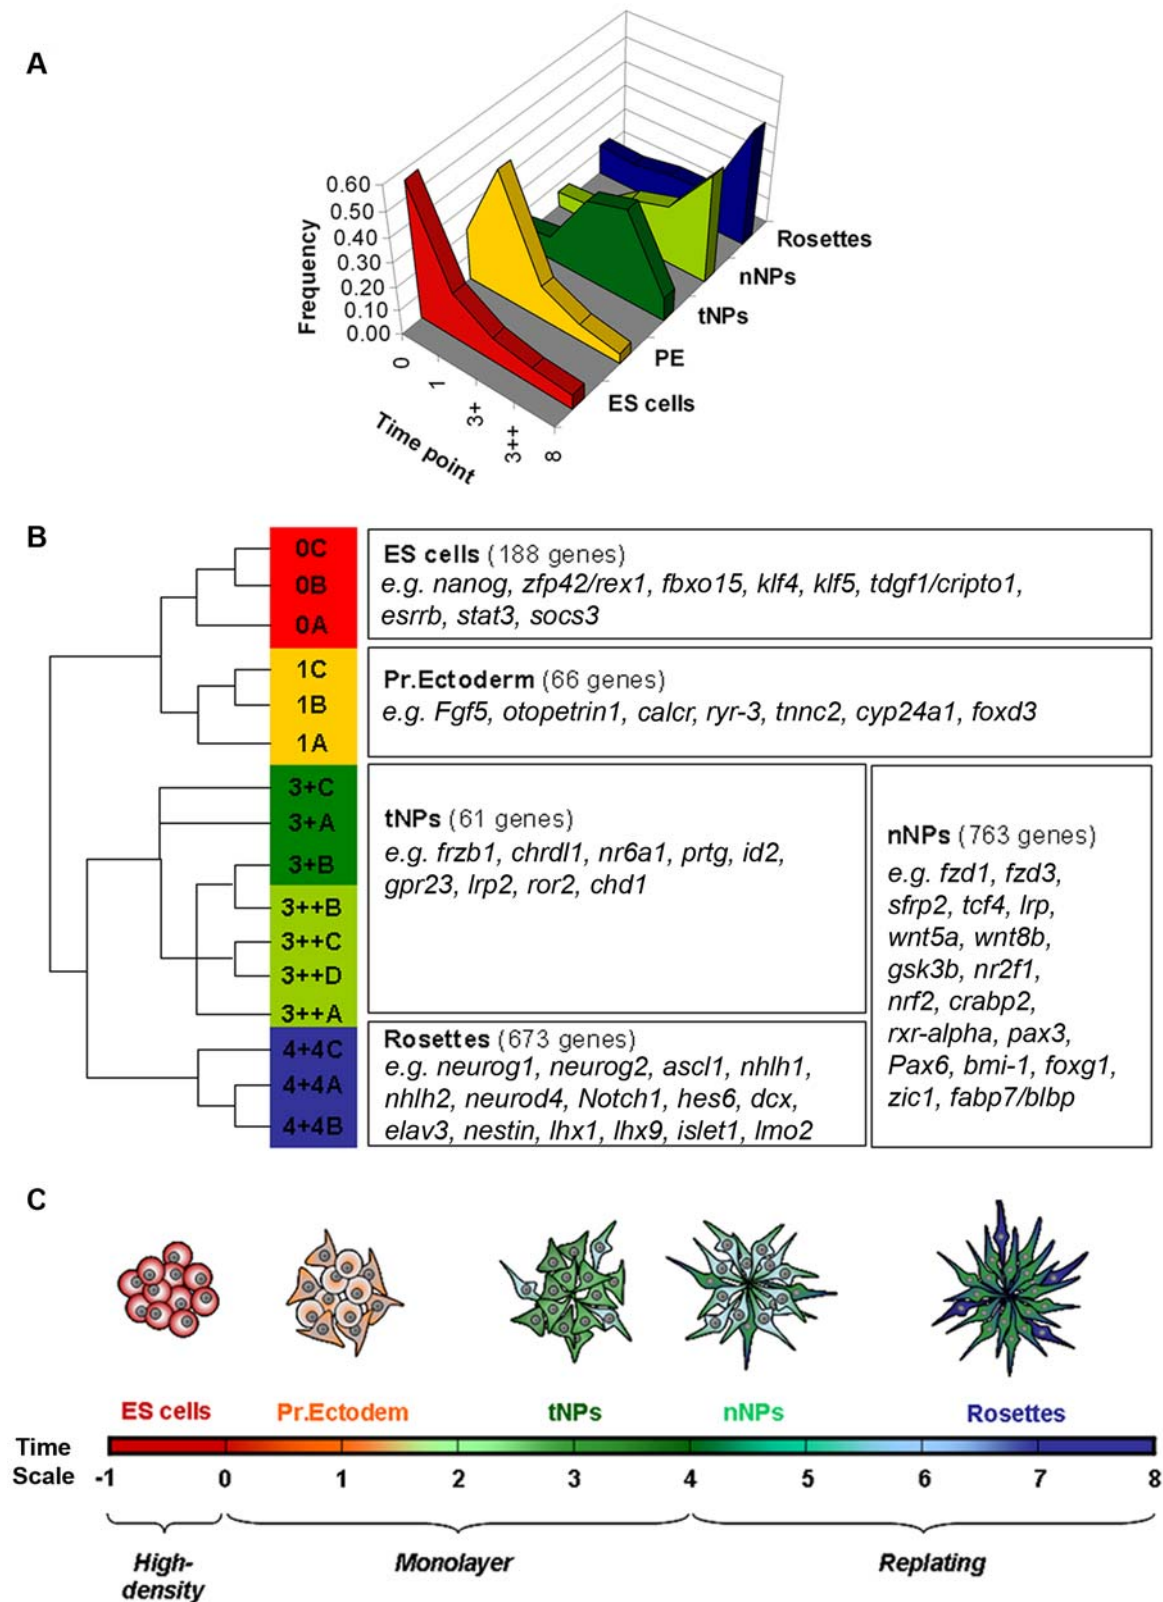 A
0.60
0.50
0.40
0.30
0.20
0.10
0.00
Frequency
0
1
3+
3++
8
Time point
Rosettes
nNPs
tNPs
PE
ES cells
B
0C
0B
0A
1C
1B
1A
3+C
3+A
3+B
3++B
3++C
3++D
3++A
4+4C
4+4A
4+4B
ES cells (188 genes)
e.g. nanog, zfp42/rex1, fbxo15, klf4, klf5, tdgf1/cripto1,
esrrb, stat3, socs3
Pr.Ectoderm (66 genes)
e.g. Fgf5, otopetrin1, calcr, ryr-3, tnnc2, cyp24a1, foxd3
tNPs (61 genes)
e.g. frzb1, chrdl1, nr6a1, prtg, id2,
gpr23, lrp2, ror2, chd1
nNPs (763 genes)
e.g. fzd1, fzd3,
sfrp2, tcf4, lrp,
wnt5a, wnt8b,
gsk3b, nr2f1,
nrf2, crabp2,
rxr-alpha, pax3,
Pax6, bmi-1, foxg1,
zic1, fabp7/blbp
Rosettes (673 genes)
e.g. neurog1, neurog2, ascl1, nhlh1,
nhlh2, neurod4, Notch1, hes6, dcx,
elav3, nestin, lhx1, lhx9, islet1, lmo2
C
ES cells
Pr.Ectodem
tNPs
nNPs
Rosettes
Time
Scale
-1 0 1 2 3 4 5 6 7 8
High-
density
Monolayer
Replating